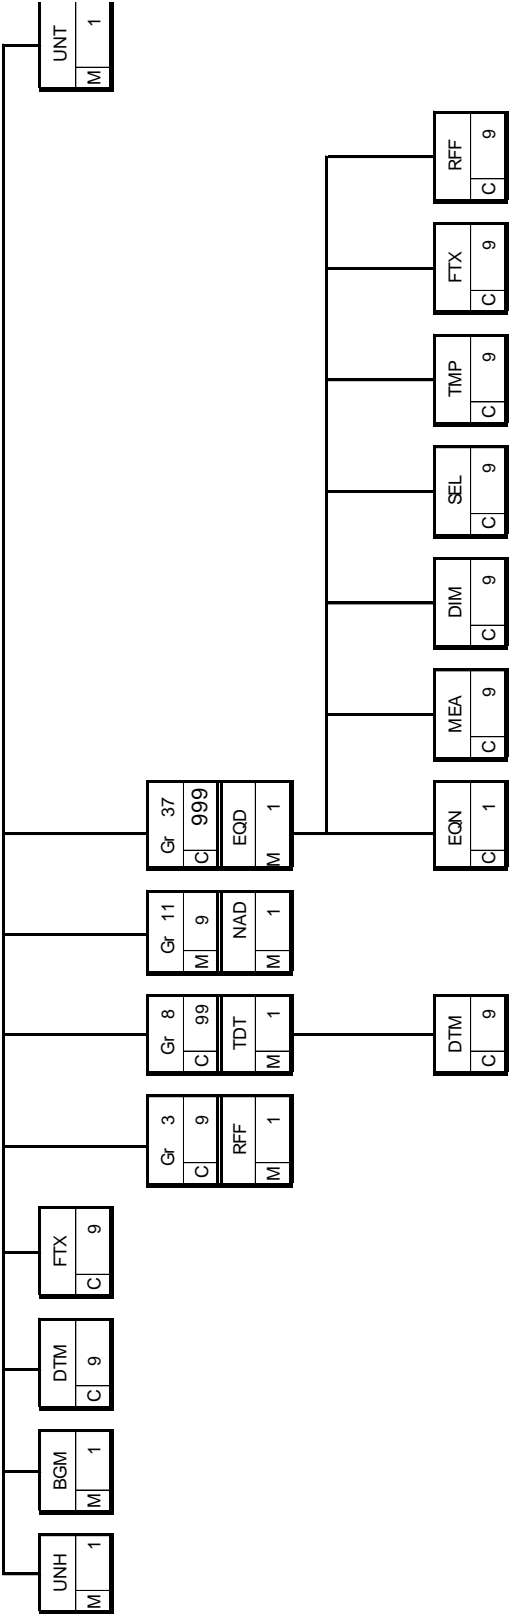 UNH
M 1
BGM
M 1
DTM
C 9
FTX
C 9
Gr 3
C 9
RFF
M 1
Gr 8
C 99
TDT
M 1
DTM
C 9
Gr 11
M 9
NAD
M 1
Gr 37
C 999
EQD
M 1
EQN
C 1
MEA
C 9
DIM
C 9
SEL
C 9
TMP
C 9
FTX
C 9
RFF
C 9
UNT
M 1